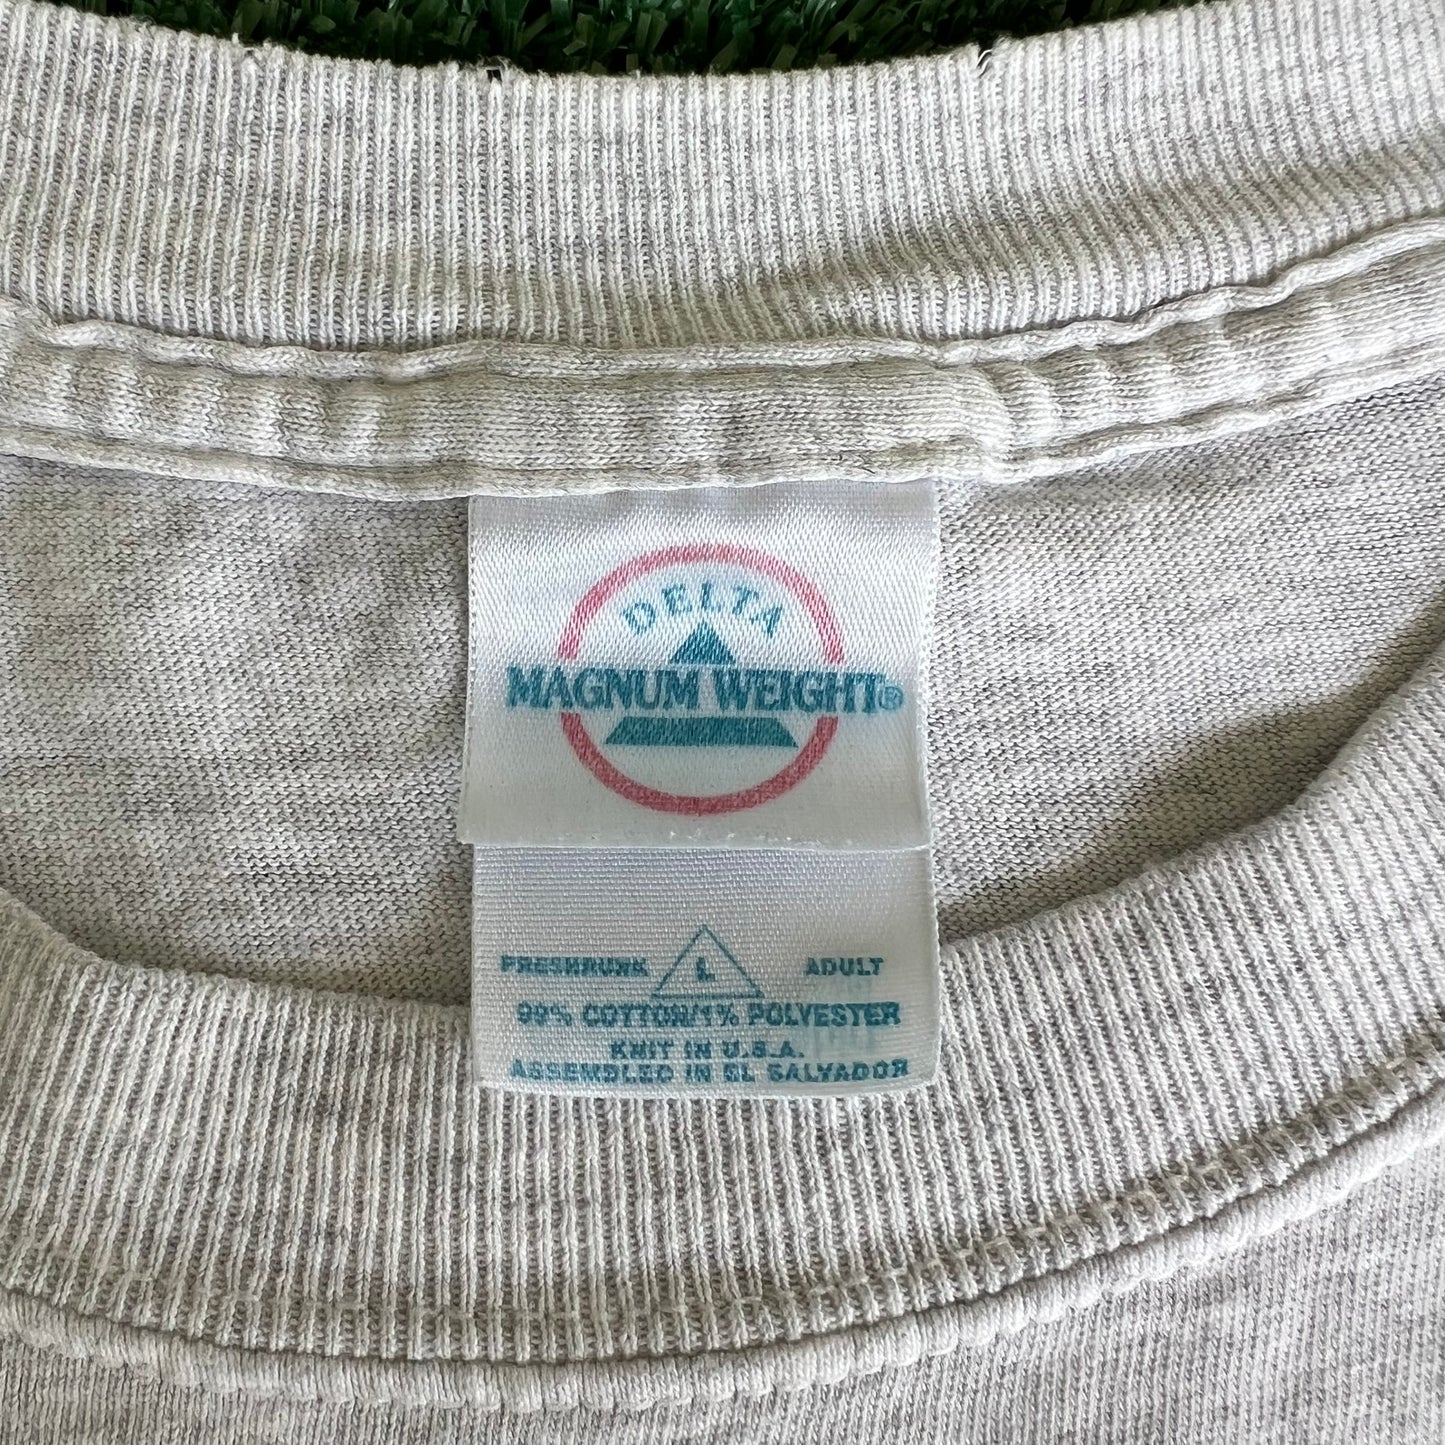 DELTA
MAGNUM WEIGHT®
PRESHRUNK L ADULT
99% COTTON/1% POLYESTER
KNIT IN U.S.A.
ASSEMBLED IN EL SALVADOR